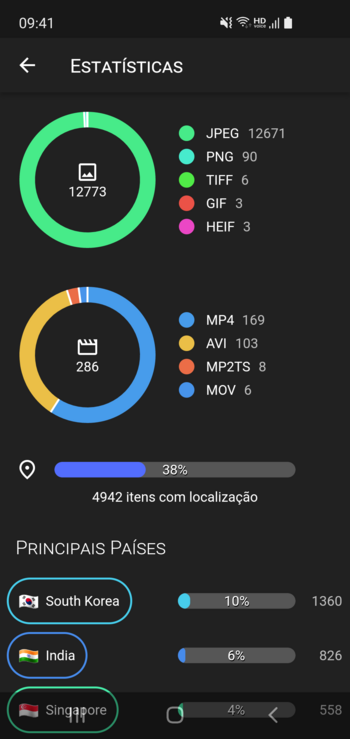 09:41
HD
VOICE
ESTATÍSTICAS
12773
JPEG 12671
PNG 90
TIFF 6
GIF 3
HEIF 3
286
MP4 169
AVI 103
MP2TS 8
MOV 6
38%
4942 itens com localização
PRINCIPAIS PAÍSES
South Korea 10% 1360
India 6% 826
Singapore 4% 558